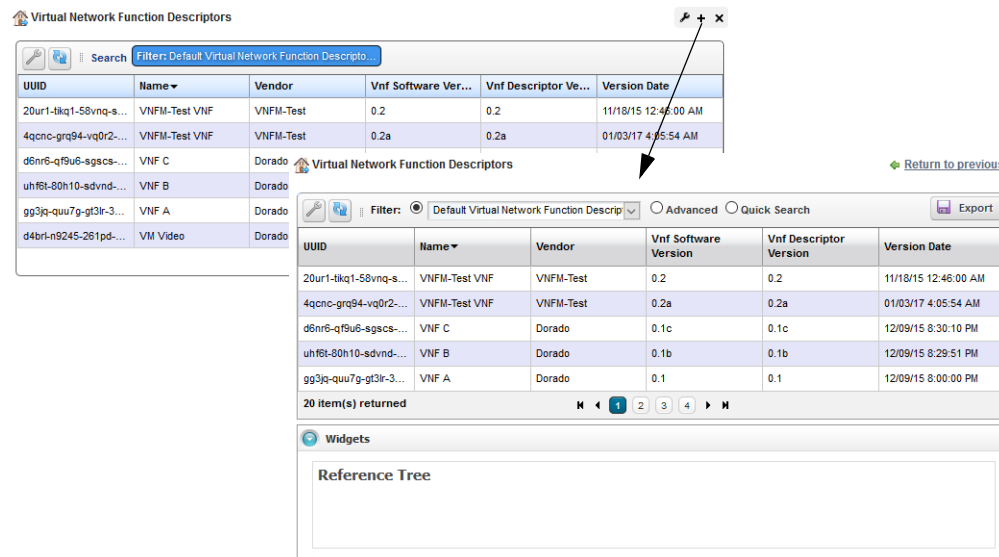 Virtual Network Function Descriptors
Search Filter: Default Virtual Network Function Descripto...
UUID Name Vendor Vnf Software Ver... Vnf Descriptor Ve... Version Date
20ur1-tikq1-58vnq-s... VNFM-Test VNF VNFM-Test 0.2 0.2 11/18/15 12:46:00 AM
4qcnc-grq94-vq0r2-... VNFM-Test VNF VNFM-Test 0.2a 0.2a 01/03/17 4:05:54 AM
d6nr6-qf9u6-sgscs-... VNF C Dorado
uhf6t-80h10-sdvnd-... VNF B Dorado
gg3jq-quu7g-gt3lr-3... VNF A Dorado
d4brl-n9245-261pd-... VM Video Dorado
Virtual Network Function Descriptors Return to previous
Filter: Default Virtual Network Function Descrip Advanced Quick Search Export
UUID Name Vendor Vnf Software Version Vnf Descriptor Version Version Date
20ur1-tikq1-58vnq-s... VNFM-Test VNF VNFM-Test 0.2 0.2 11/18/15 12:46:00 AM
4qcnc-grq94-vq0r2-... VNFM-Test VNF VNFM-Test 0.2a 0.2a 01/03/17 4:05:54 AM
d6nr6-qf9u6-sgscs-... VNF C Dorado 0.1c 0.1c 12/09/15 8:30:10 PM
uhf6t-80h10-sdvnd-... VNF B Dorado 0.1b 0.1b 12/09/15 8:29:51 PM
gg3jq-quu7g-gt3lr-3... VNF A Dorado 0.1 0.1 12/09/15 8:00:00 PM
20 item(s) returned 1 2 3 4
Widgets
Reference Tree